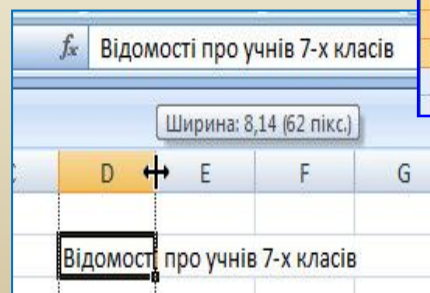 fx Відомості про учнів 7-х класів
Ширина: 8,14 (62 пікс.)
D E F G
Відомості про учнів 7-х класів